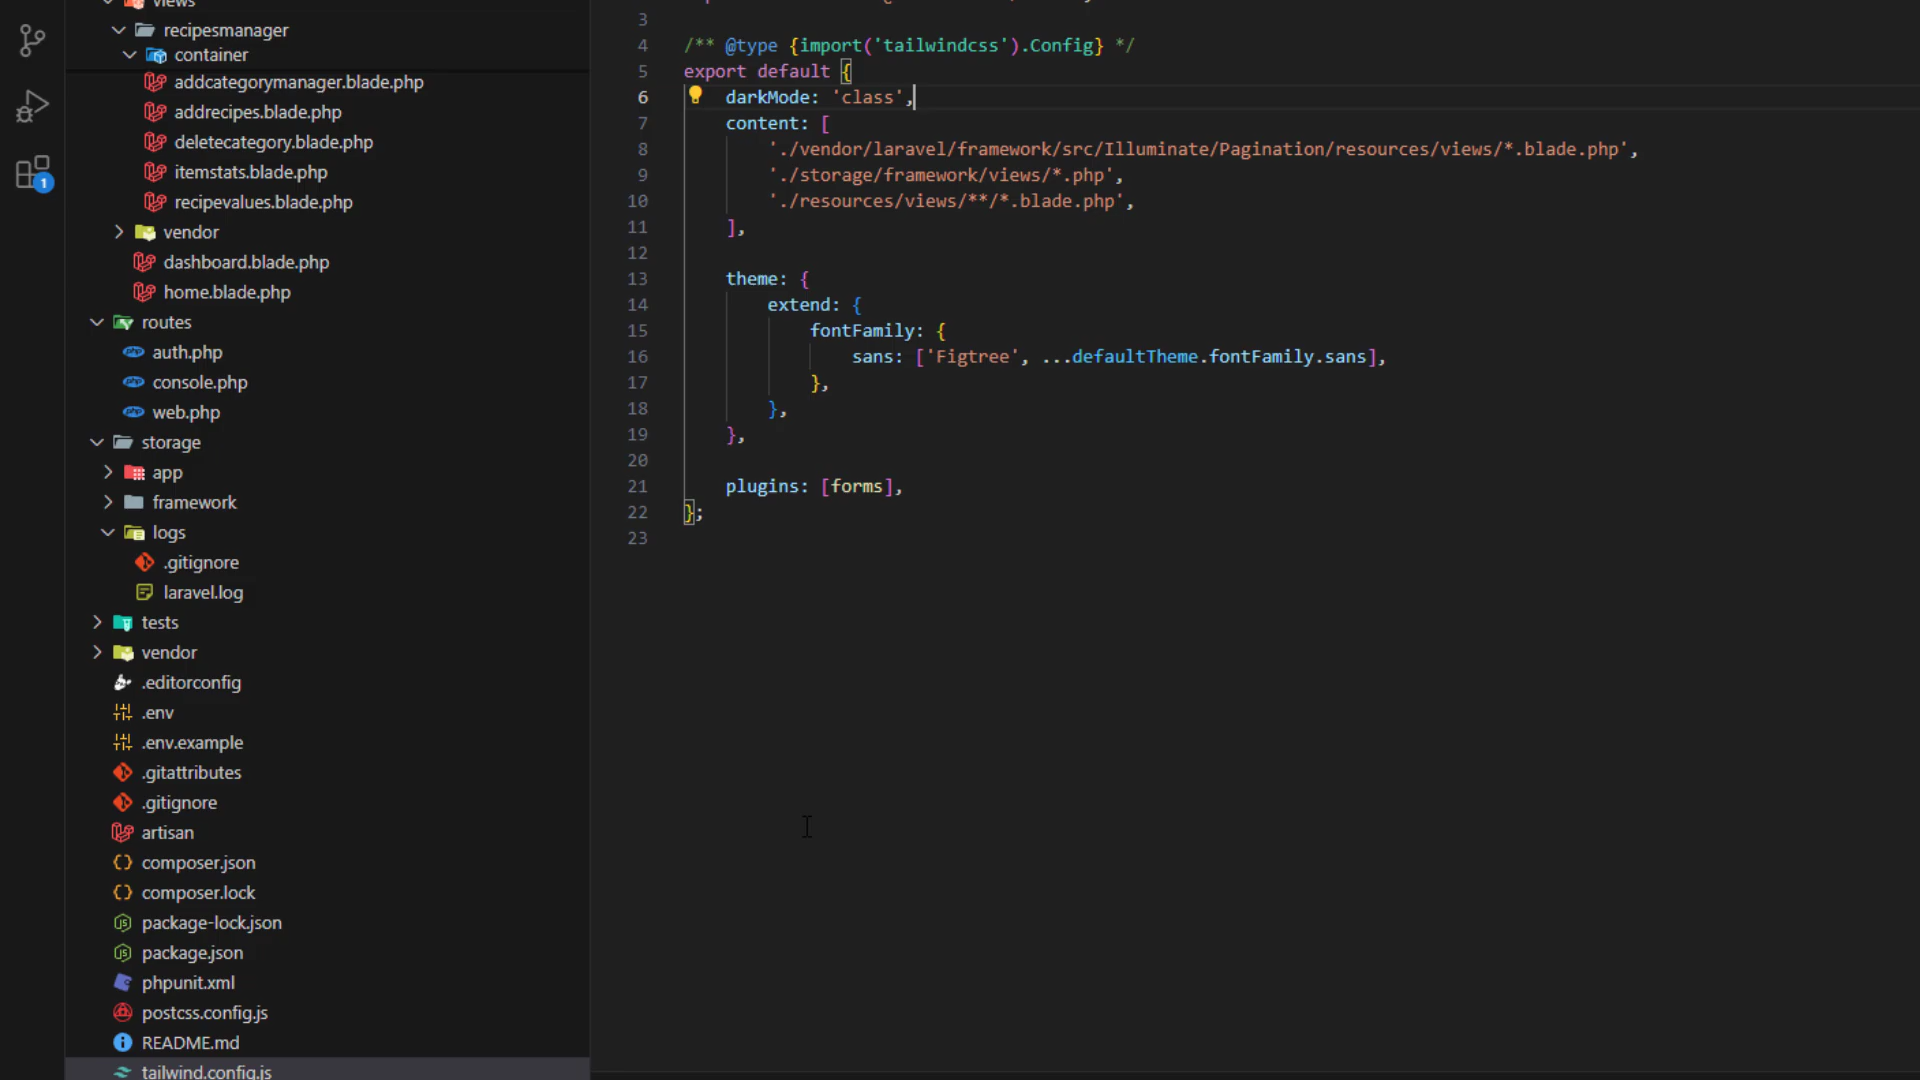 views
recipesmanager
container
addcategorymanager.blade.php
addrecipes.blade.php
deletecategory.blade.php
itemstats.blade.php
recipevalues.blade.php
vendor
dashboard.blade.php
home.blade.php
routes
auth.php
console.php
web.php
storage
app
framework
logs
.gitignore
laravel.log
tests
vendor
.editorconfig
.env
.env.example
.gitattributes
.gitignore
artisan
composer.json
composer.lock
package-lock.json
package.json
phpunit.xml
postcss.config.js
README.md
tailwind.config.js
1
3
4 /** @type {import('tailwindcss').Config} */
5 export default {
6 darkMode: 'class',
7 content: [
8 './vendor/laravel/framework/src/Illuminate/Pagination/resources/views/*.blade.php',
9 './storage/framework/views/*.php',
10 './resources/views/**/*.blade.php',
11 ],
12
13 theme: {
14 extend: {
15 fontFamily: {
16 sans: ['Figtree', ...defaultTheme.fontFamily.sans],
17 },
18 },
19 },
20
21 plugins: [forms],
22 };
23